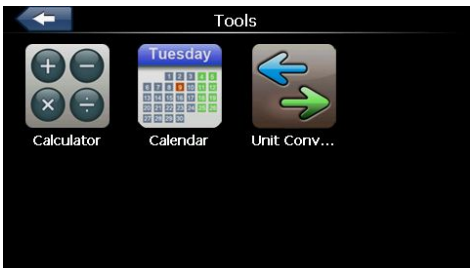 Tools
+ −
× ÷
Tuesday
Calculator
Calendar
Unit Conv...